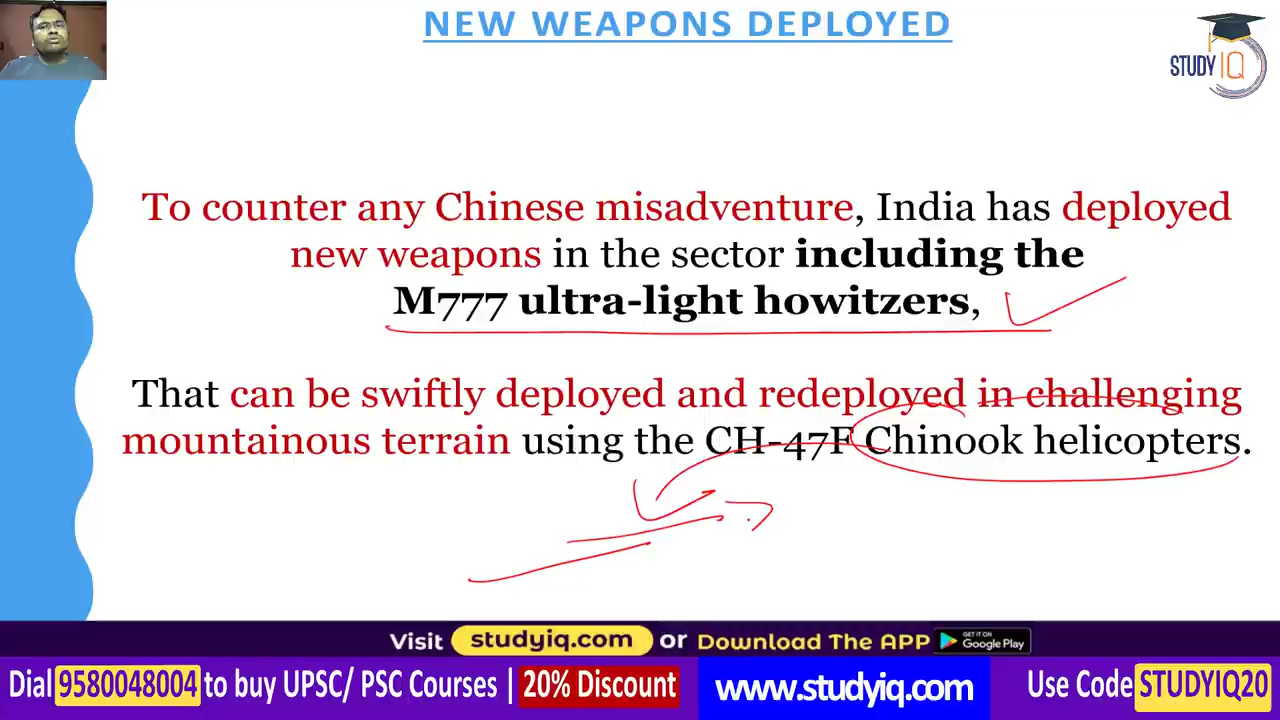 NEW WEAPONS DEPLOYED
STUDY IQ
To counter any Chinese misadventure, India has deployed
new weapons in the sector including the
M777 ultra-light howitzers,
That can be swiftly deployed and redeployed in challenging
mountainous terrain using the CH-47F Chinook helicopters.
Visit studyiq.com or Download The APP GET IT ON Google Play
Dial 9580048004 to buy UPSC/ PSC Courses | 20% Discount www.studyiq.com Use Code STUDYIQ20